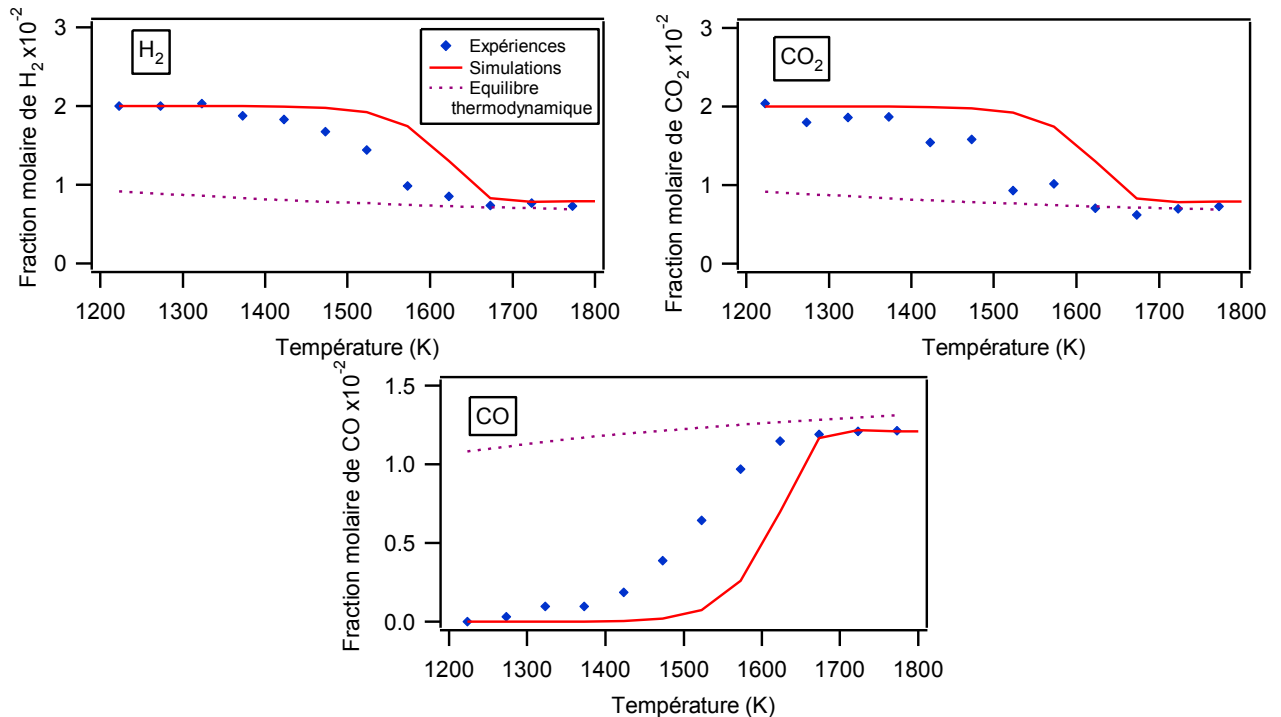 Fraction molaire de H2 x10-2
3
2
1
0
H2
Expériences
Simulations
Equilibre
thermodynamique
1200 1300 1400 1500 1600 1700 1800
Température (K)
Fraction molaire de CO2 x10-2
3
2
1
0
CO2
1200 1300 1400 1500 1600 1700 1800
Température (K)
Fraction molaire de CO x10-2
1.5
1.0
0.5
0.0
CO
1200 1300 1400 1500 1600 1700 1800
Température (K)